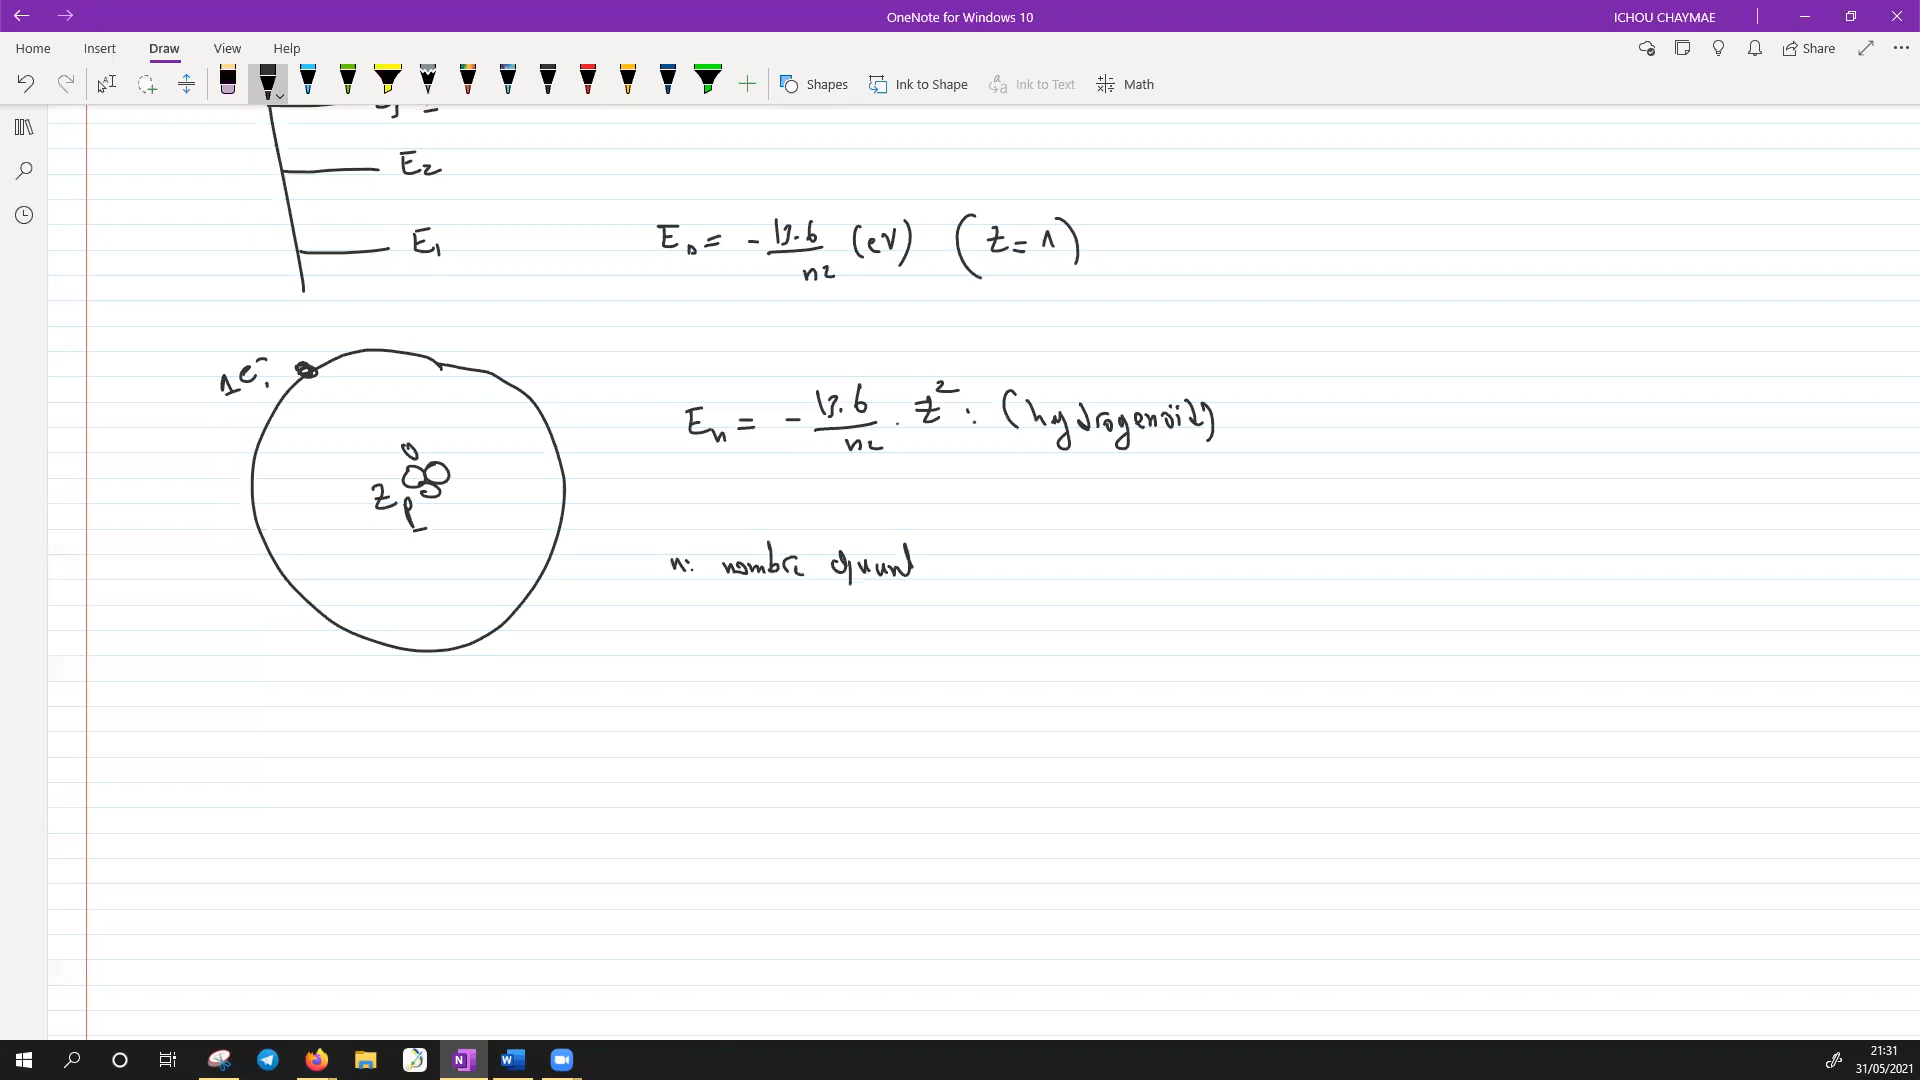 OneNote for Windows 10
ICHOU CHAYMAE
Home Insert Draw View Help
Share
Shapes Ink to Shape Ink to Text Math
E2
E1
En = - 13.6 / n2 (eV) (Z = 1)
1 e-
Z p
En = - 13.6 / n2 . Z2 : (hydrogenoïd)
n: nombre quant
21:31
31/05/2021